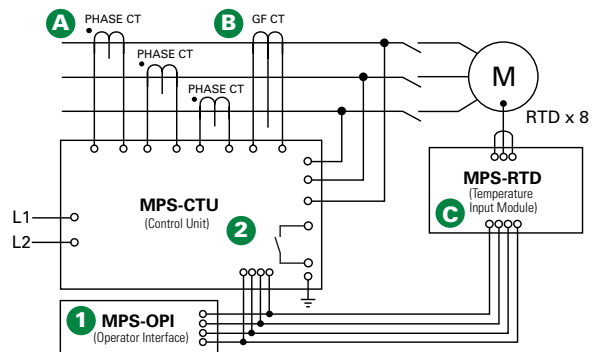 A PHASE CT
B GF CT
PHASE CT
PHASE CT
M
RTD x 8
MPS-RTD
(Temperature
Input Module)
C
MPS-CTU
(Control Unit)
2
L1
L2
1 MPS-OPI
(Operator Interface)